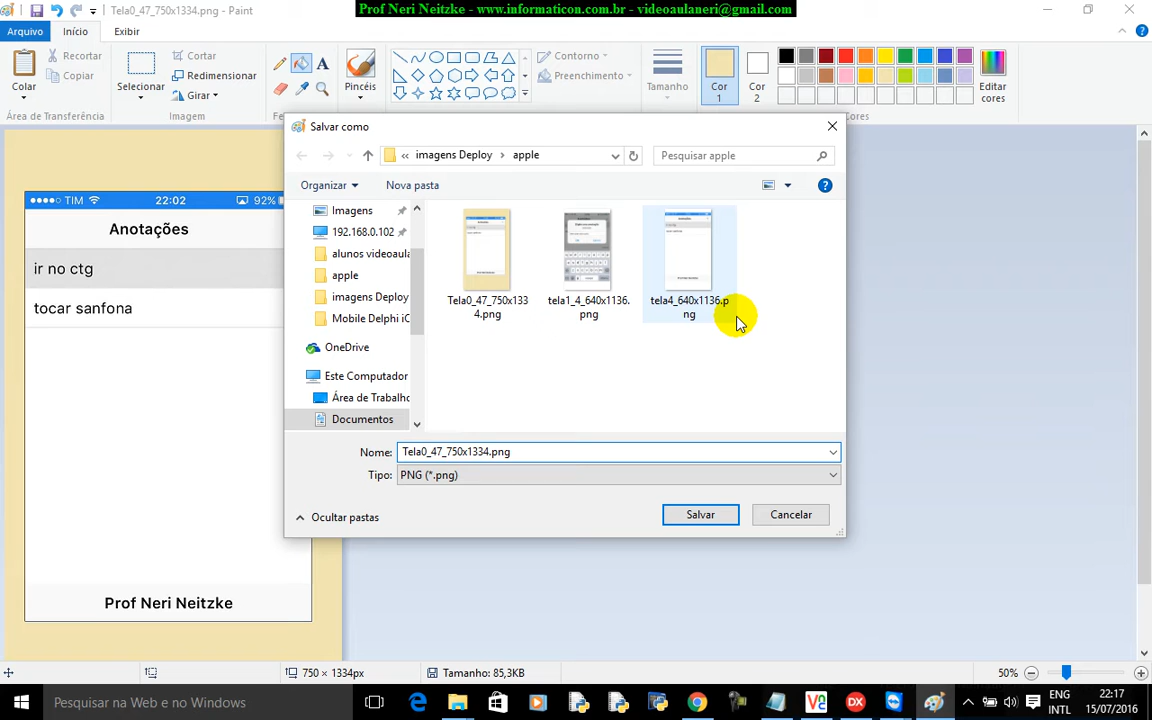 Prof Neri Neitzke - www.informaticon.com.br - videoaulaneri@gmail.com
Tela0_47_750x1334.png - Paint
Arquivo
Início
Exibir
Colar
Recortar
Copiar
Área de Transferência
Selecionar
Cortar
Redimensionar
Girar
Imagem
A
Pincéis
Contorno
Preenchimento
Tamanho
Cor
1
Cor
2
Editar
cores
Cores
Salvar como
« imagens Deploy > apple
Pesquisar apple
Organizar
Nova pasta
Imagens
192.168.0.102
alunos videoaula
apple
imagens Deploy
Mobile Delphi iO
OneDrive
Este Computador
Área de Trabalho
Documentos
Tela0_47_750x133
4.png
tela1_4_640x1136.
png
tela4_640x1136.p
ng
Nome: Tela0_47_750x1334.png
Tipo: PNG (*.png)
Ocultar pastas
Salvar
Cancelar
TIM
22:02
92%
Anotações
ir no ctg
tocar sanfona
Prof Neri Neitzke
750 × 1334px
Tamanho: 85,3KB
50%
Pesquisar na Web e no Windows
ENG
INTL
22:17
15/07/2016